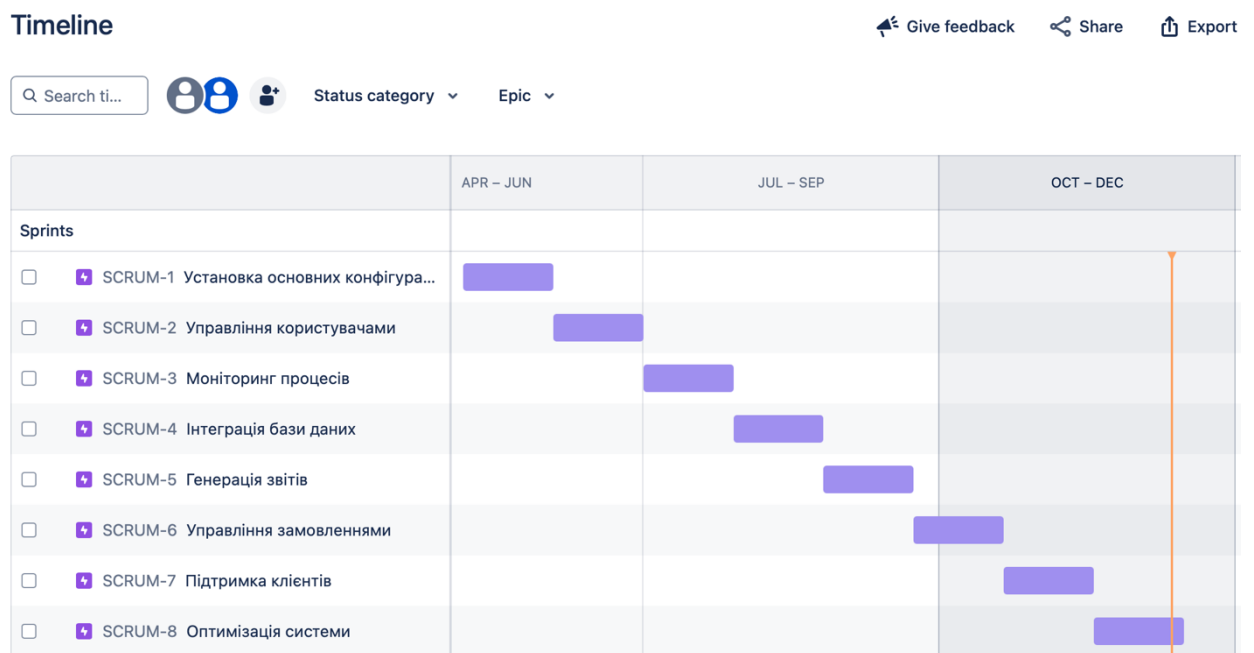 Timeline
Give feedback Share Export
Search ti... Status category Epic
APR – JUN JUL – SEP OCT – DEC
Sprints
SCRUM-1 Установка основних конфігура...
SCRUM-2 Управління користувачами
SCRUM-3 Моніторинг процесів
SCRUM-4 Інтеграція бази даних
SCRUM-5 Генерація звітів
SCRUM-6 Управління замовленнями
SCRUM-7 Підтримка клієнтів
SCRUM-8 Оптимізація системи